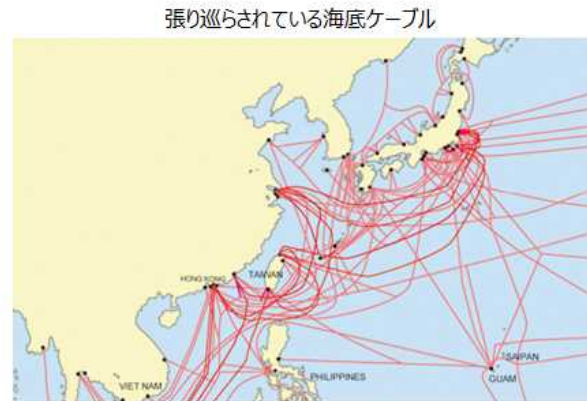 張り巡らされている海底ケーブル
HONG KONG
TAIWAN
VIET NAM
PHILIPPINES
SAIPAN
GUAM